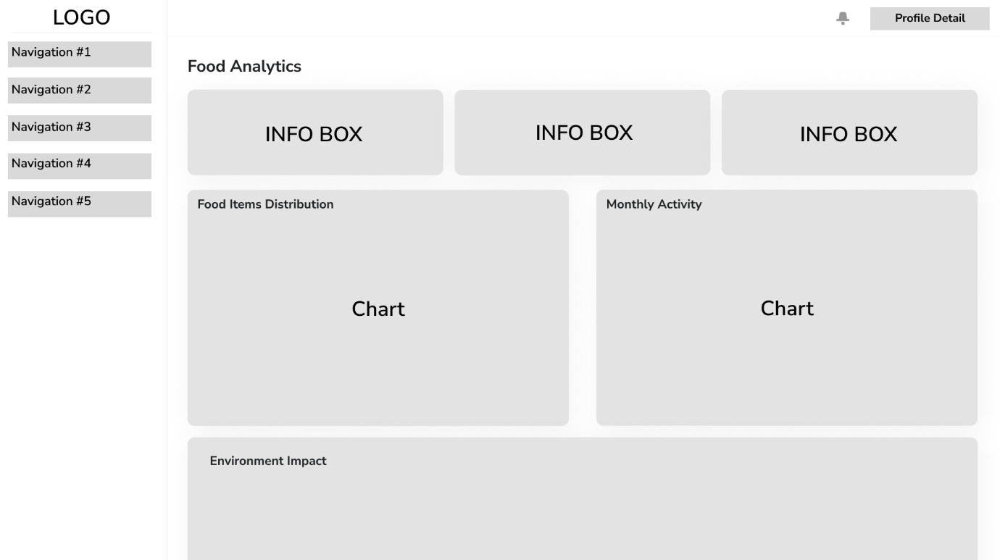 LOGO
Navigation #1
Navigation #2
Navigation #3
Navigation #4
Navigation #5
Profile Detail
Food Analytics
INFO BOX
INFO BOX
INFO BOX
Food Items Distribution
Chart
Monthly Activity
Chart
Environment Impact